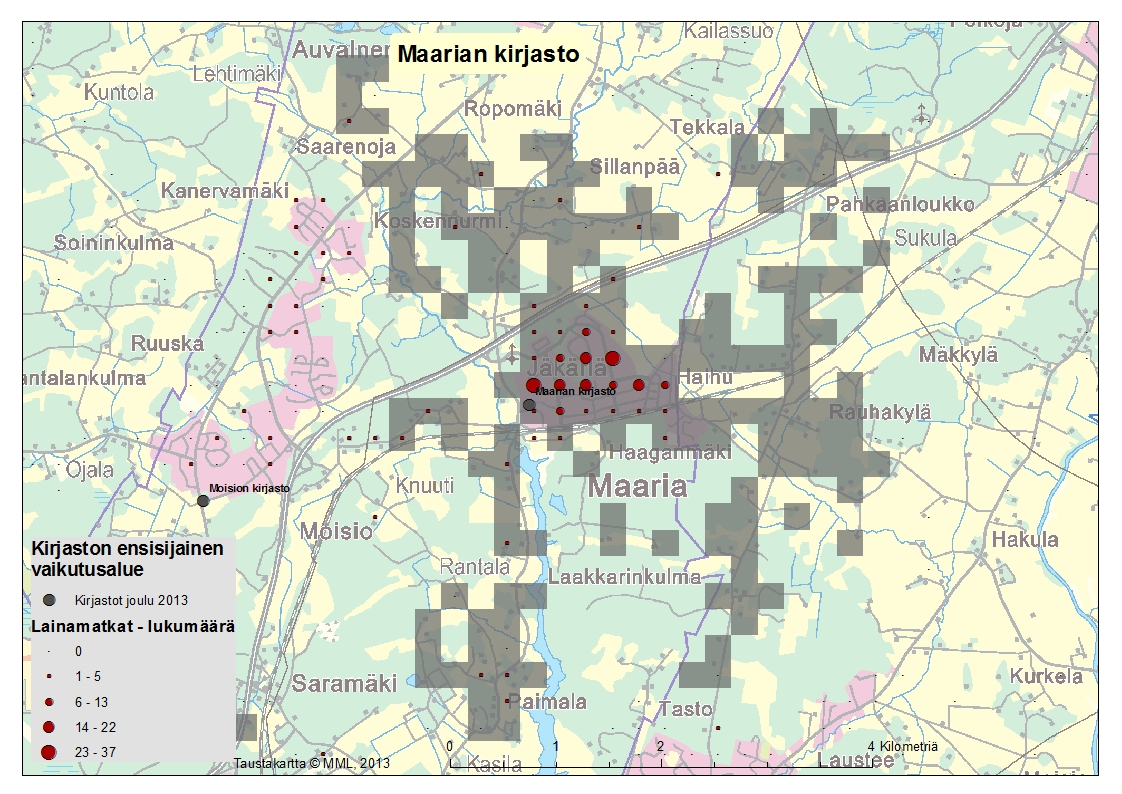 Kailassuo
Auvainen
Maarian kirjasto
Lehtimäki
Kuntola
Ropomäki
Tekkala
Saarenoja
Sillanpää
Kanervamäki
Pahkaanloukko
Koskennurmi
Soininkulma
Sukula
Ruuska
Mäkkylä
Jäkärlä
antalankulma
Haihu
Maarian kirjasto
Rauhakylä
Haaganmäki
Ojala
Knuuti
Maaria
Moision kirjasto
Moisio
Hakula
Kirjaston ensisijainen
vaikutusalue
Rantala
Laakkarinkulma
Kirjastot joulu 2013
Lainamatkat - lukumäärä
0
1 - 5
6 - 13
14 - 22
23 - 37
Saramäki
Kurkela
Paimala
Tasto
0 1 2 4 Kilometriä
Taustakartta © MML, 2013
Kasila
Laustee